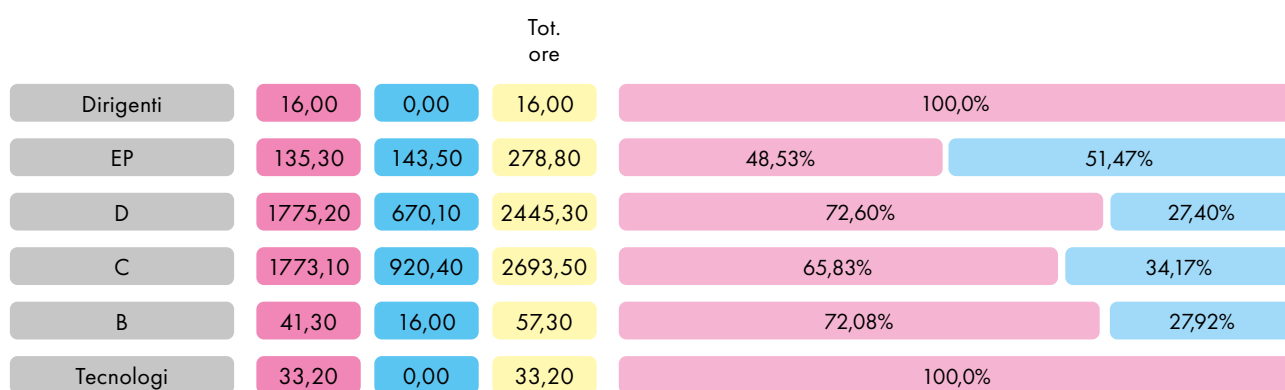 Tot.
ore
Dirigenti 16,00 0,00 16,00 100,0%
EP 135,30 143,50 278,80 48,53% 51,47%
D 1775,20 670,10 2445,30 72,60% 27,40%
C 1773,10 920,40 2693,50 65,83% 34,17%
B 41,30 16,00 57,30 72,08% 27,92%
Tecnologi 33,20 0,00 33,20 100,0%